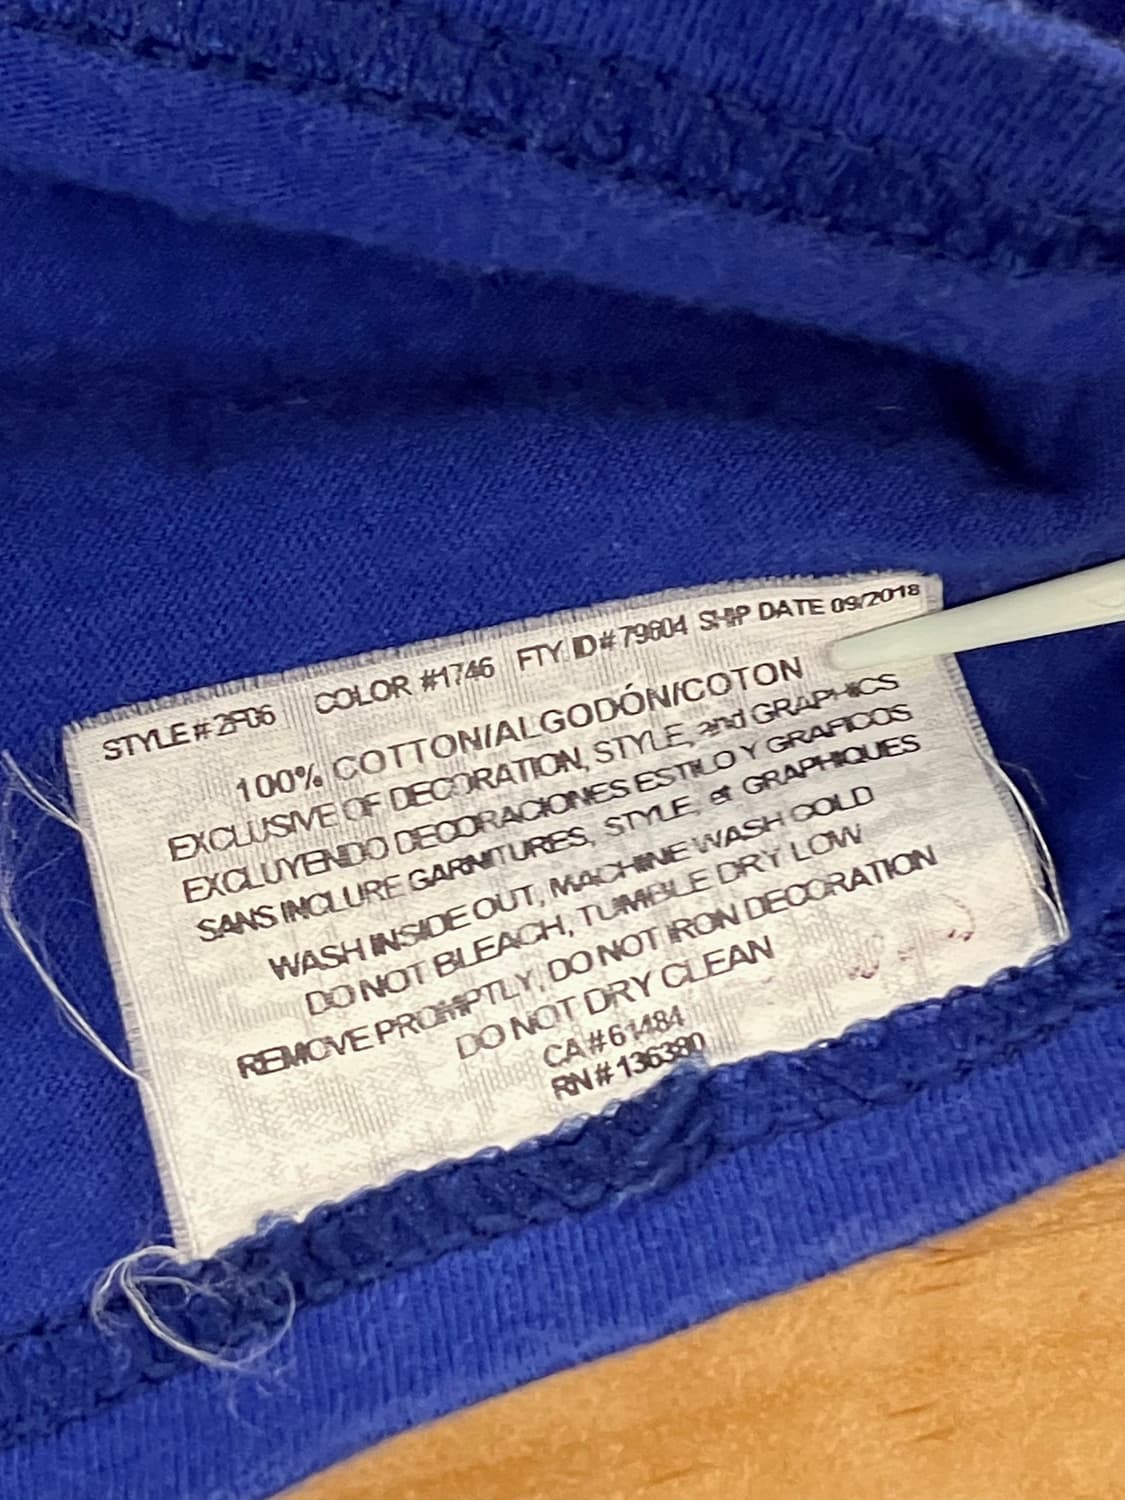 STYLE # 2F06 COLOR #1746 FTY. ID # 79804 SHIP DATE 09/2018
100% COTTON/ALGODÓN/COTON
EXCLUSIVE OF DECORATION, STYLE, and GRAPHICS
EXCLUYENDO DECORACIONES ESTILO Y GRAFICOS
SANS INCLURE GARNITURES, STYLE, et GRAPHIQUES
WASH INSIDE OUT, MACHINE WASH COLD
DO NOT BLEACH, TUMBLE DRY LOW
REMOVE PROMPTLY, DO NOT IRON DECORATION
DO NOT DRY CLEAN
CA # 61484
RN # 136380